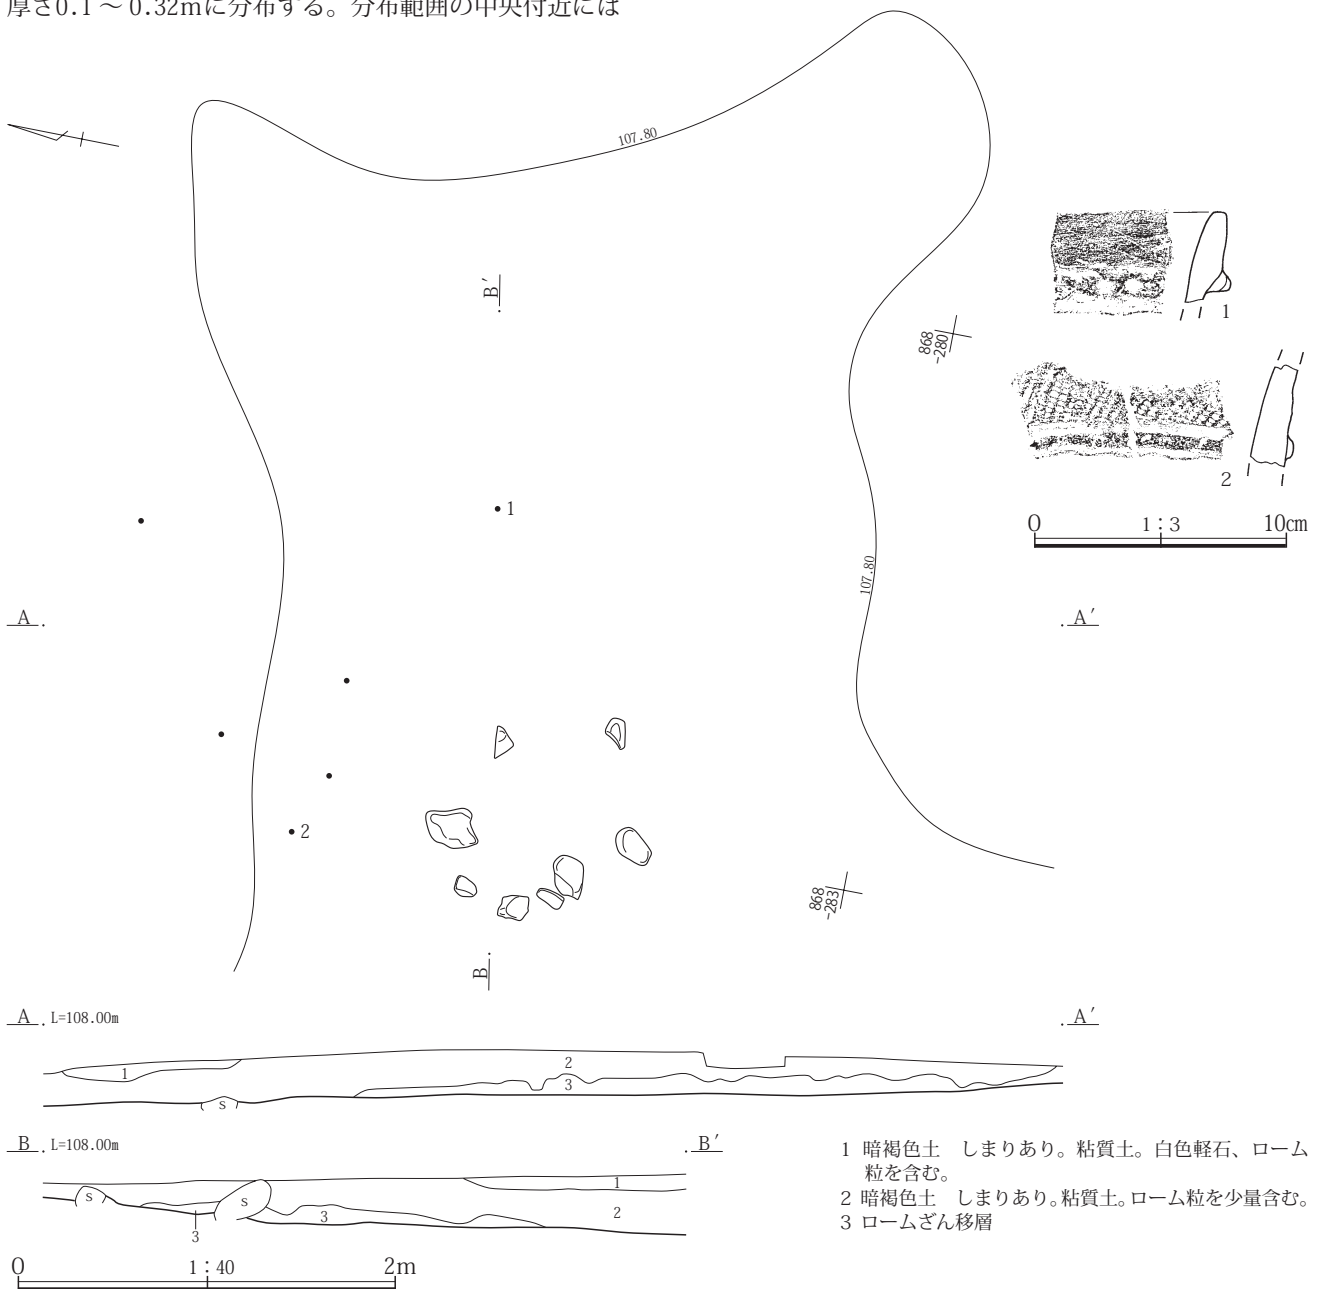 厚さ0.1～0.32mに分布する。分布範囲の中央付近には
107.80
B′
868
-280
1
2
0 1：3 10㎝
1
107.80
A
A′
2
868
-283
B
A L=108.00m A′
1
2
3
S
B L=108.00m B′
S
S
1
2
3
3
0 1：40 2m
1 暗褐色土　しまりあり。粘質土。白色軽石、ローム
粒を含む。
2 暗褐色土　しまりあり。粘質土。ローム粒を少量含む。
3 ロームざん移層